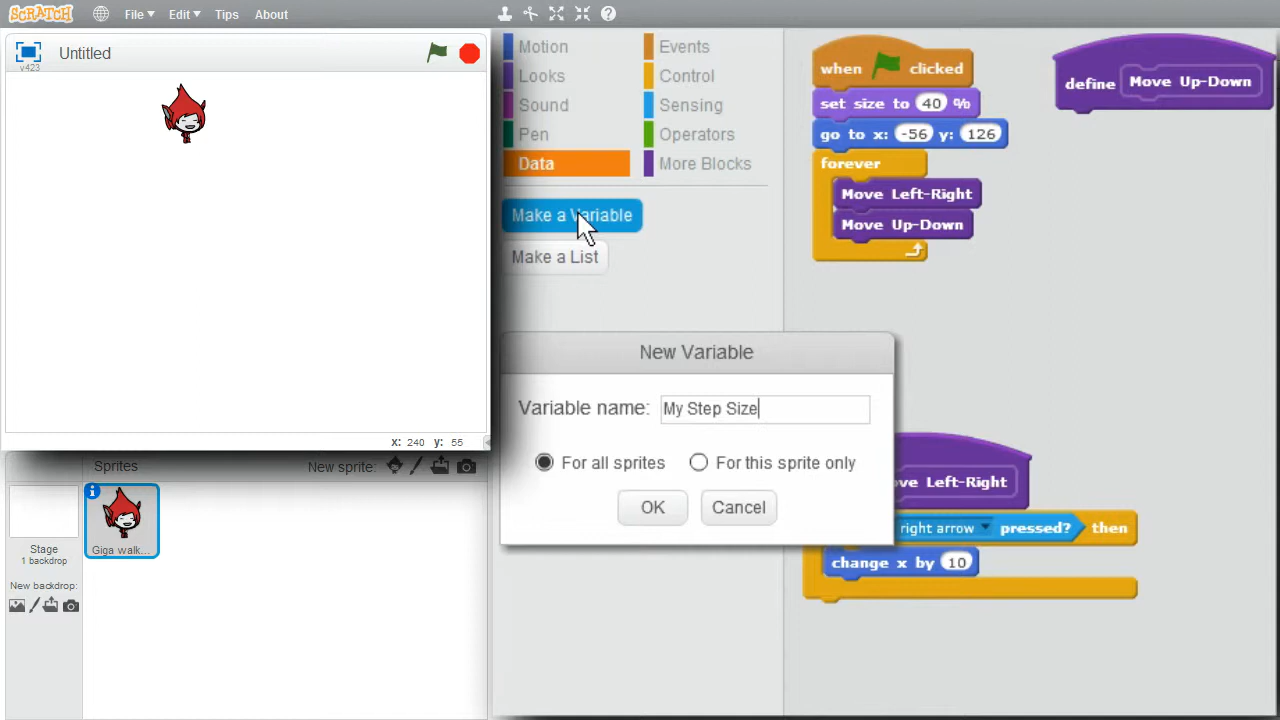 SCRATCH File Edit Tips About
v423 Untitled
x: 240 y: 55
Sprites New sprite:
Stage
1 backdrop
New backdrop:
Giga walk...
Motion Events
Looks Control
Sound Sensing
Pen Operators
Data More Blocks
Make a Variable
Make a List
New Variable
Variable name: My Step Size
For all sprites For this sprite only
OK Cancel
when clicked
set size to 40 %
go to x: -56 y: 126
forever
Move Left-Right
Move Up-Down
define Move Up-Down
ve Left-Right
right arrow pressed? then
change x by 10